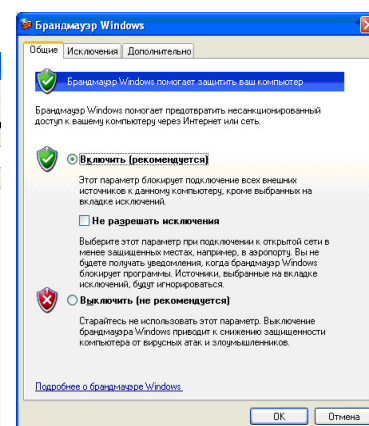 Брандмауэр Windows
Общие Исключения Дополнительно
Брандмауэр Windows помогает защитить ваш компьютер
Брандмауэр Windows помогает предотвратить несанкционированный
доступ к вашему компьютеру через Интернет или сеть.
Включить (рекомендуется)
Этот параметр блокирует подключение всех внешних
источников к данному компьютеру, кроме выбранных на
вкладке исключений.
Не разрешать исключения
Выберите этот параметр при подключении к открытой сети в
менее защищенных местах, например, в аэропорту. Вы не
будете получать уведомления, когда брандмауэр Windows
блокирует программы. Источники, выбранные на вкладке
исключений, будут игнорироваться.
Выключить (не рекомендуется)
Старайтесь не использовать этот параметр. Выключение
брандмауэра Windows приводит к снижению защищенности
компьютера от вирусных атак и злоумышленников.
Подробнее о брандмауэре Windows.
OK Отмена